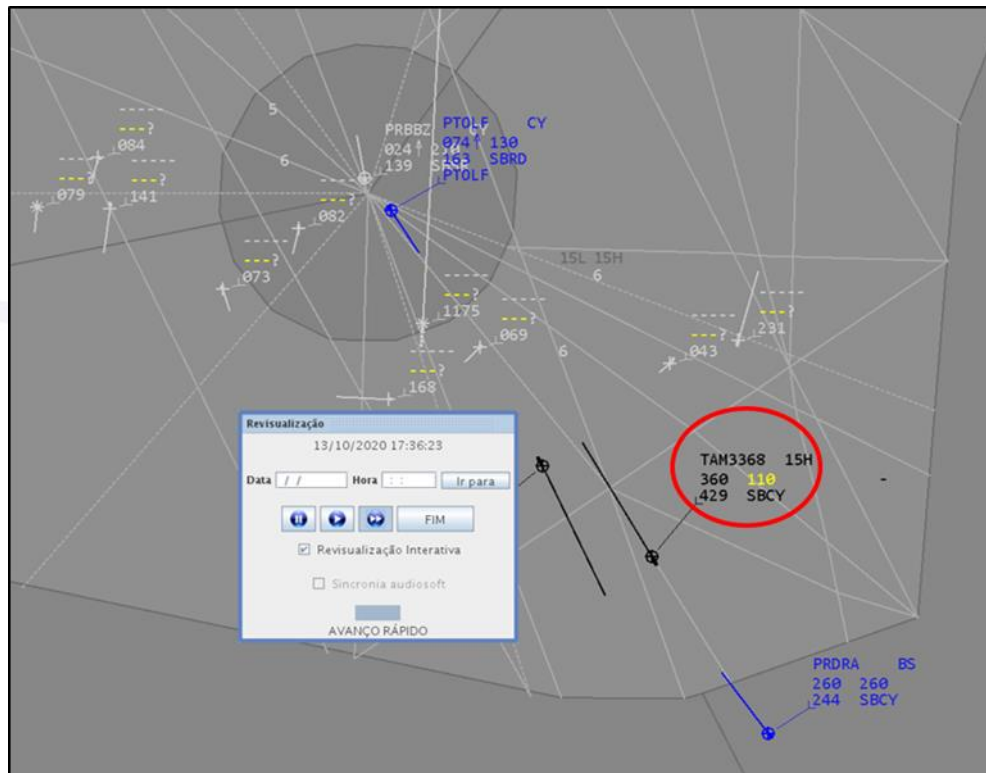 5
6
----?
084
----?
079
----?
141
----?
082
----?
073
PRBBZ CY
024↑
139
PTOLF CY
074↑ 130
163 SBRD
PTOLF
15L 15H
6
----?
1175
----?
069
6
----?
168
----?
043
----?
231
Revisualização
13/10/2020 17:36:23
Data / / Hora : : Ir para
FIM
Revisualização Interativa
Sincronia audiosoft
AVANÇO RÁPIDO
TAM3368 15H
360 110 -
429 SBCY
PRDRA BS
260 260
244 SBCY